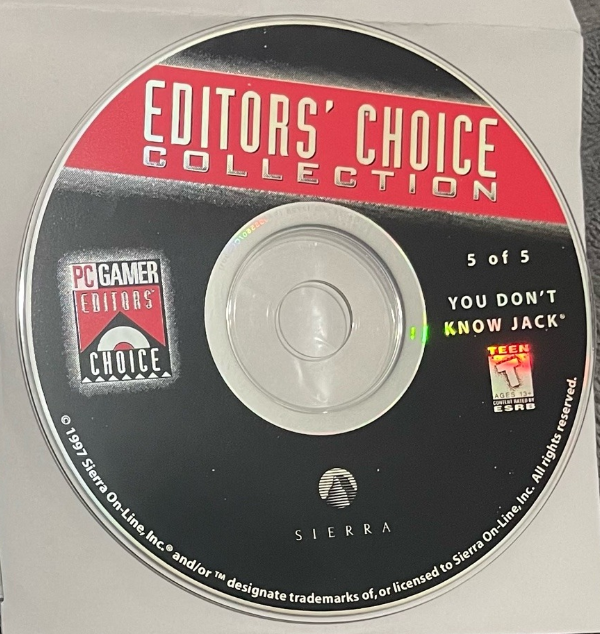 EDITORS' CHOICE
COLLECTION
5 of 5
YOU DON'T
KNOW JACK®
PC GAMER
EDITORS'
CHOICE
TEEN
T
AGES 13+
CONTENT RATED BY
ESRB
SIERRA
© 1997 Sierra On-Line, Inc.® and/or ™ designate trademarks of, or licensed to Sierra On-Line, Inc. All rights reserved.